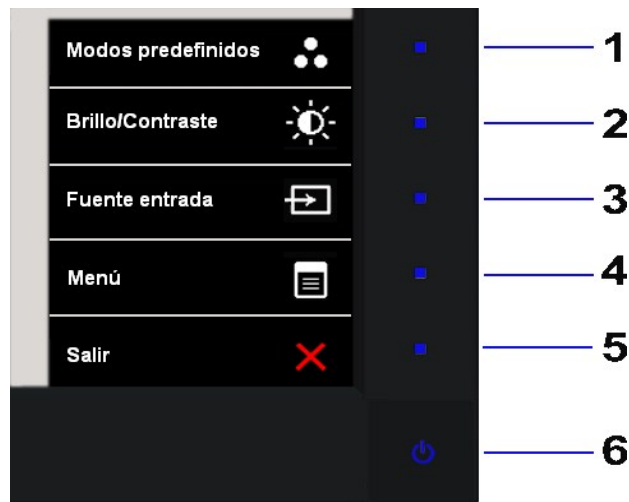 Modos predefinidos
1
Brillo/Contraste
2
Fuente entrada
3
Menú
4
Salir
5
6